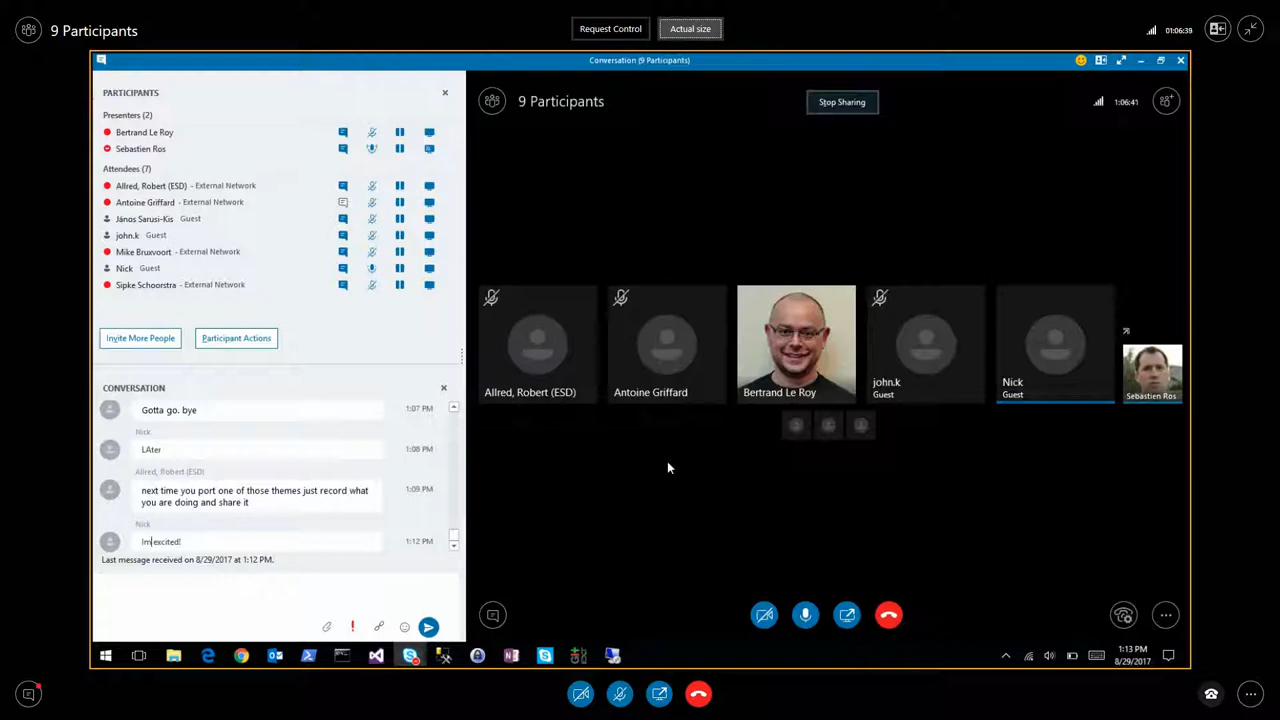 9 Participants
Request Control
Actual size
01:06:39
Conversation (9 Participants)
PARTICIPANTS
Presenters (2)
Bertrand Le Roy
Sebastien Ros
Attendees (7)
Allred, Robert (ESD) - External Network
Antoine Griffard - External Network
János Sarusi-Kis Guest
john.k Guest
Mike Bruxvoort - External Network
Nick Guest
Sipke Schoorstra - External Network
Invite More People
Participant Actions
CONVERSATION
Gotta go. bye
1:07 PM
Nick
LAter
1:08 PM
Allred, Robert (ESD)
next time you port one of those themes just record what
you are doing and share it
1:09 PM
Nick
Im excited!
1:12 PM
Last message received on 8/29/2017 at 1:12 PM.
9 Participants
Stop Sharing
1:06:41
Allred, Robert (ESD)
Antoine Griffard
Bertrand Le Roy
john.k
Guest
Nick
Guest
Sebastien Ros
1:13 PM
8/29/2017